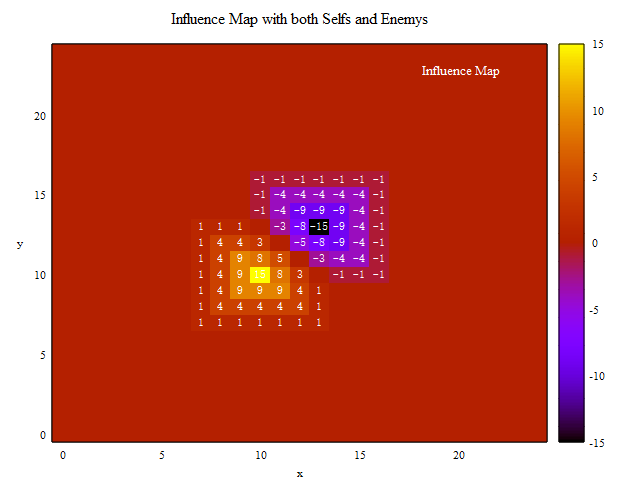 Influence Map with both Selfs and Enemys
Influence Map
15
10
5
0
-5
-10
-15
20
15
10
5
0
y
-1 -1 -1 -1 -1 -1 -1
-1 -4 -4 -4 -4 -4 -1
-1 -4 -9 -9 -9 -4 -1
1 1 1 -3 -8 -15 -9 -4 -1
1 4 4 3 -5 -8 -9 -4 -1
1 4 9 8 5 -3 -4 -4 -1
1 4 9 15 8 3 -1 -1 -1
1 4 9 9 9 4 1
1 4 4 4 4 4 1
1 1 1 1 1 1 1
0 5 10 15 20
x